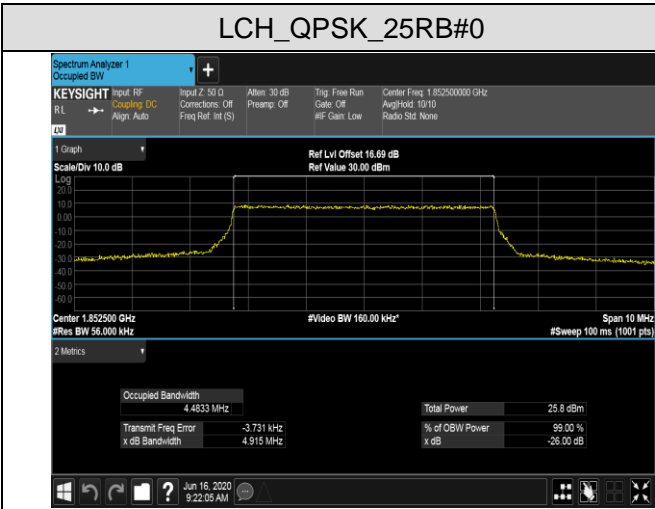 LCH_QPSK_25RB#0
Spectrum Analyzer 1
Occupied BW
KEYSIGHT Input: RF Input Z: 50 Ω Atten: 30 dB Trig: Free Run Center Freq: 1.852500000 GHz
RL Coupling: DC Corrections: Off Preamp: Off Gate: Off Avg|Hold: 10/10
Align: Auto Freq Ref: Int (S) #IF Gain: Low Radio Std: None
LXI
1 Graph
Ref Lvl Offset 16.69 dB
Scale/Div 10.0 dB Ref Value 30.00 dBm
Log
20.0
10.0
0.00
-10.0
-20.0
-30.0
-40.0
-50.0
-60.0
Center 1.852500 GHz #Video BW 160.00 kHz* Span 10 MHz
#Res BW 56.000 kHz #Sweep 100 ms (1001 pts)
2 Metrics
Occupied Bandwidth
4.4833 MHz Total Power 25.8 dBm
Transmit Freq Error -3.731 kHz % of OBW Power 99.00 %
x dB Bandwidth 4.915 MHz x dB -26.00 dB
Jun 16, 2020
9:22:05 AM